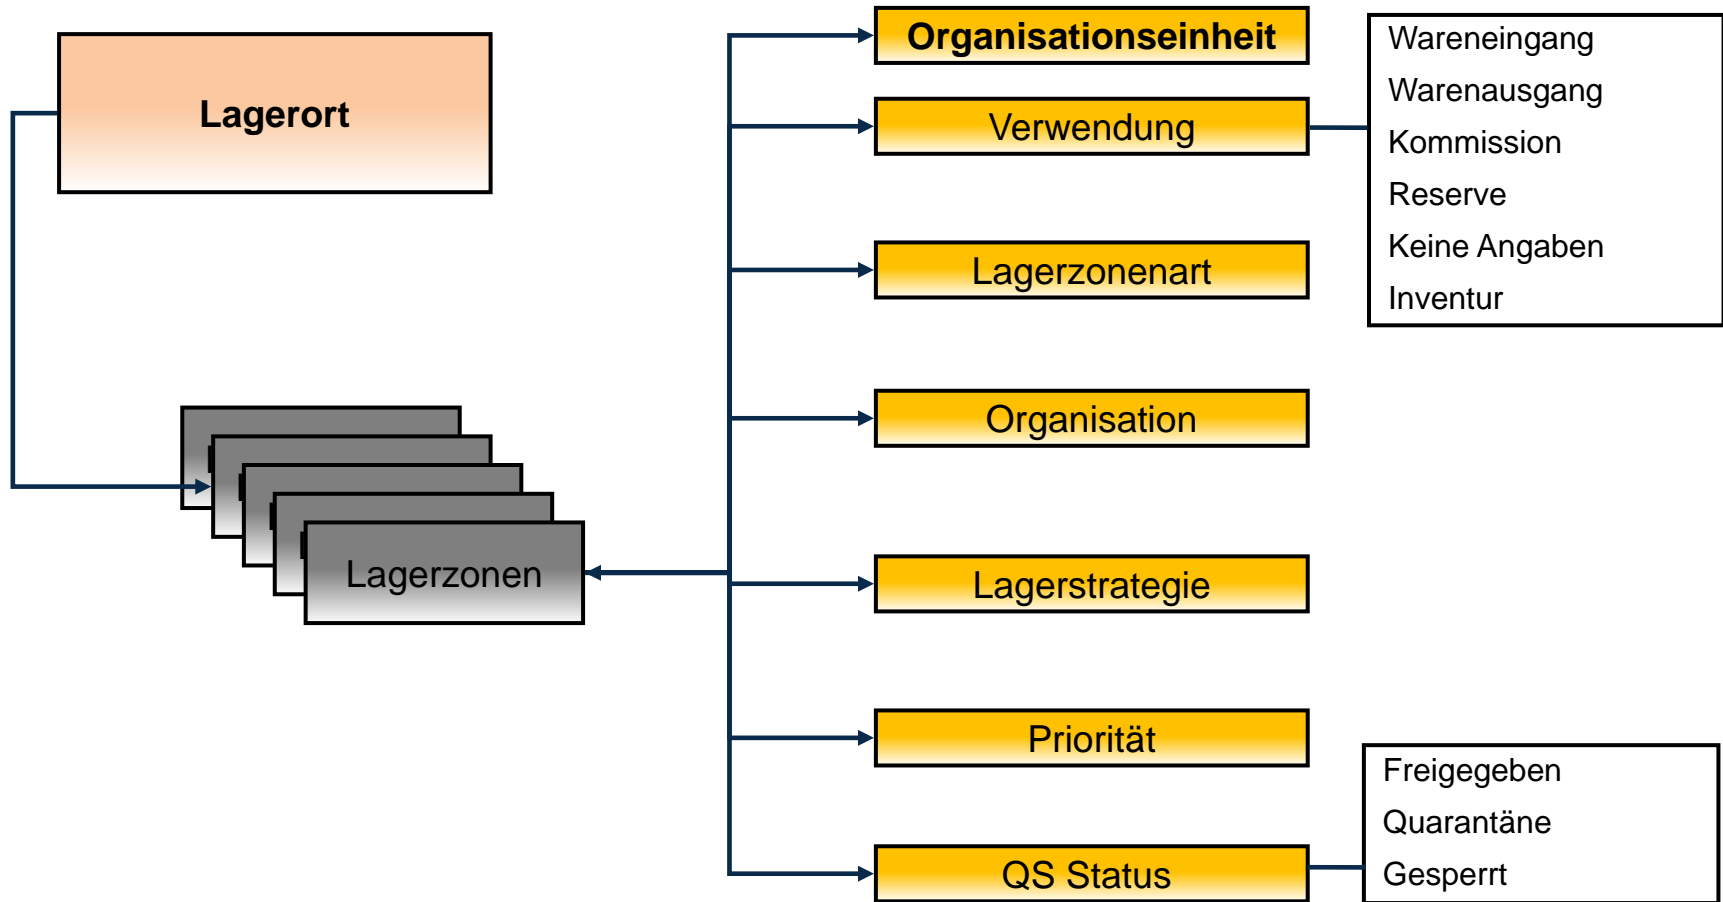 Lagerort
Lagerzonen
Organisationseinheit
Verwendung
Lagerzonenart
Organisation
Lagerstrategie
Priorität
QS Status
Wareneingang
Warenausgang
Kommission
Reserve
Keine Angaben
Inventur
Freigegeben
Quarantäne
Gesperrt